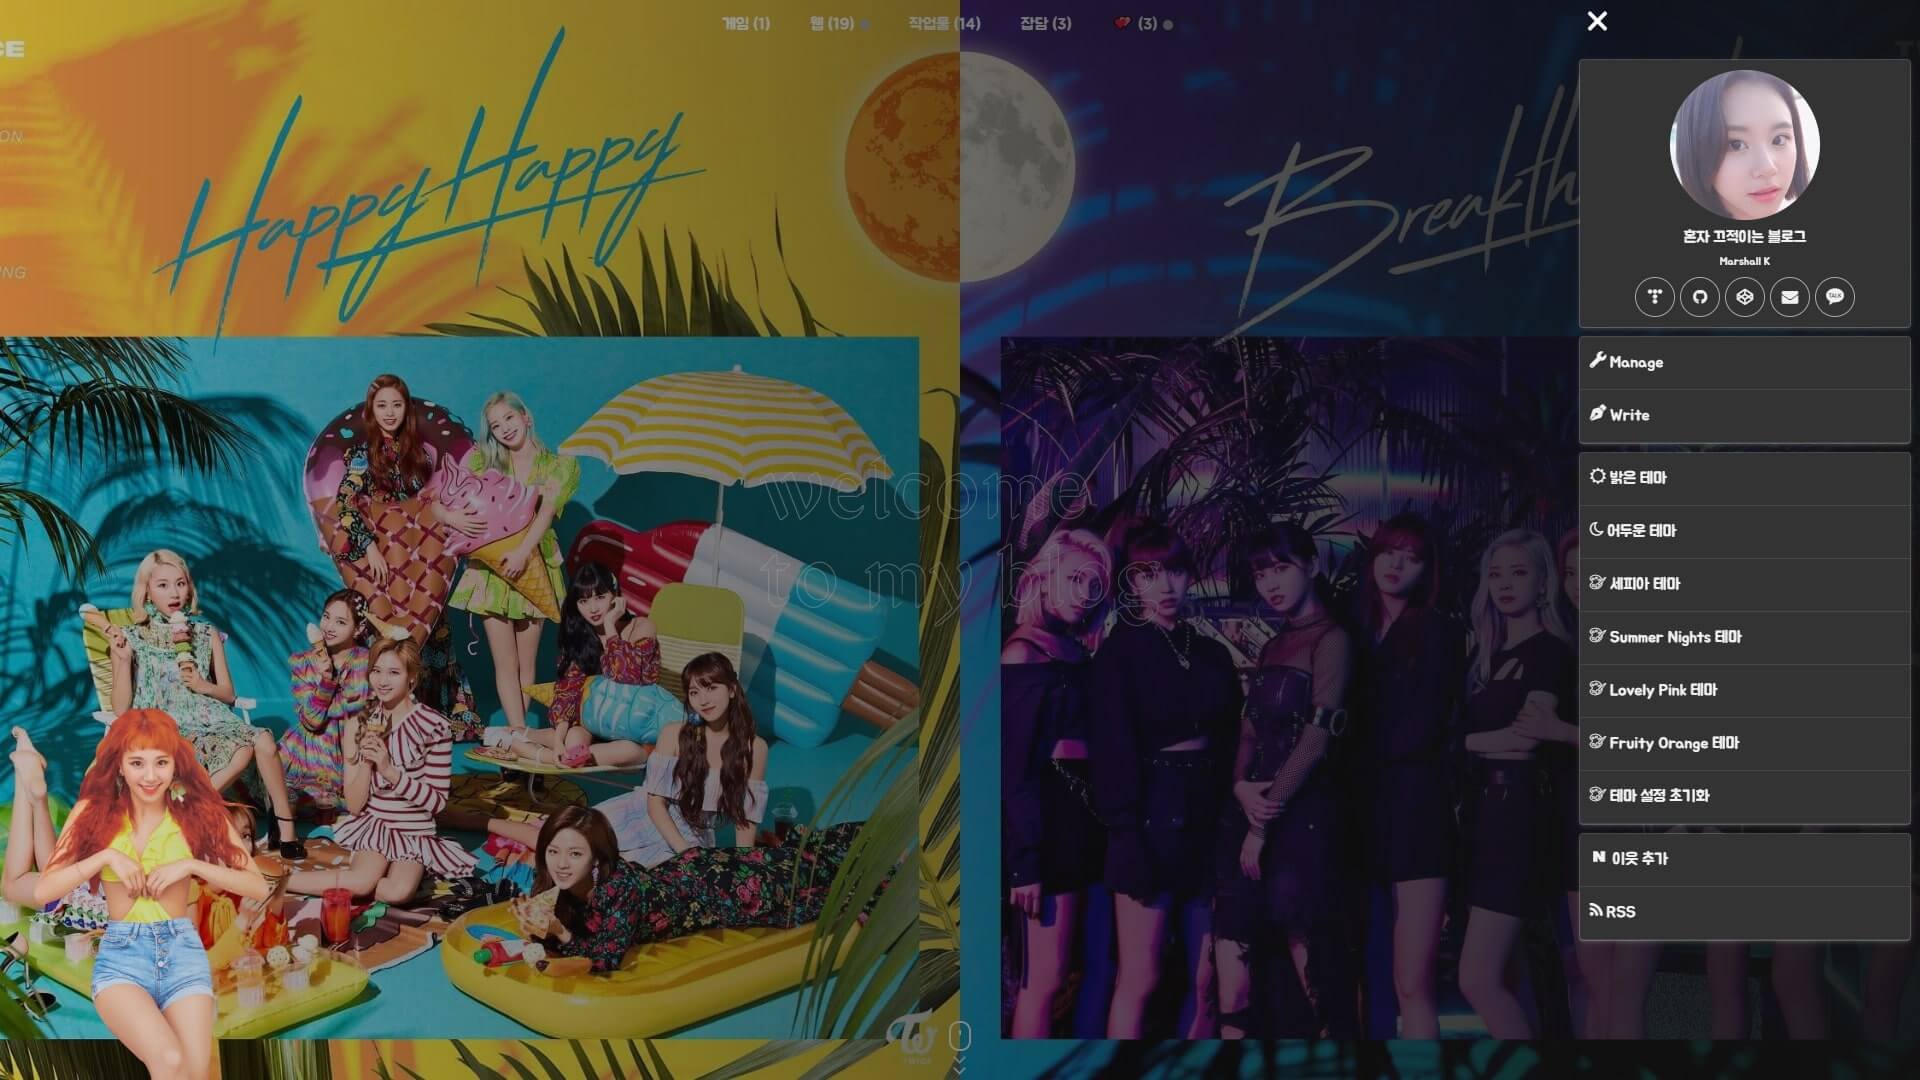 게임 (1)
웹 (19)
작업물 (14)
잡담 (3)
(3)
CE
ON
NG
Happy Happy
Breakth
welcome
to my blog
TWICE
혼자 끄적이는 블로그
Marshall K
TALK
Manage
Write
밝은 테마
어두운 테마
세피아 테마
Summer Nights 테마
Lovely Pink 테마
Fruity Orange 테마
테마 설정 초기화
N 이웃 추가
RSS